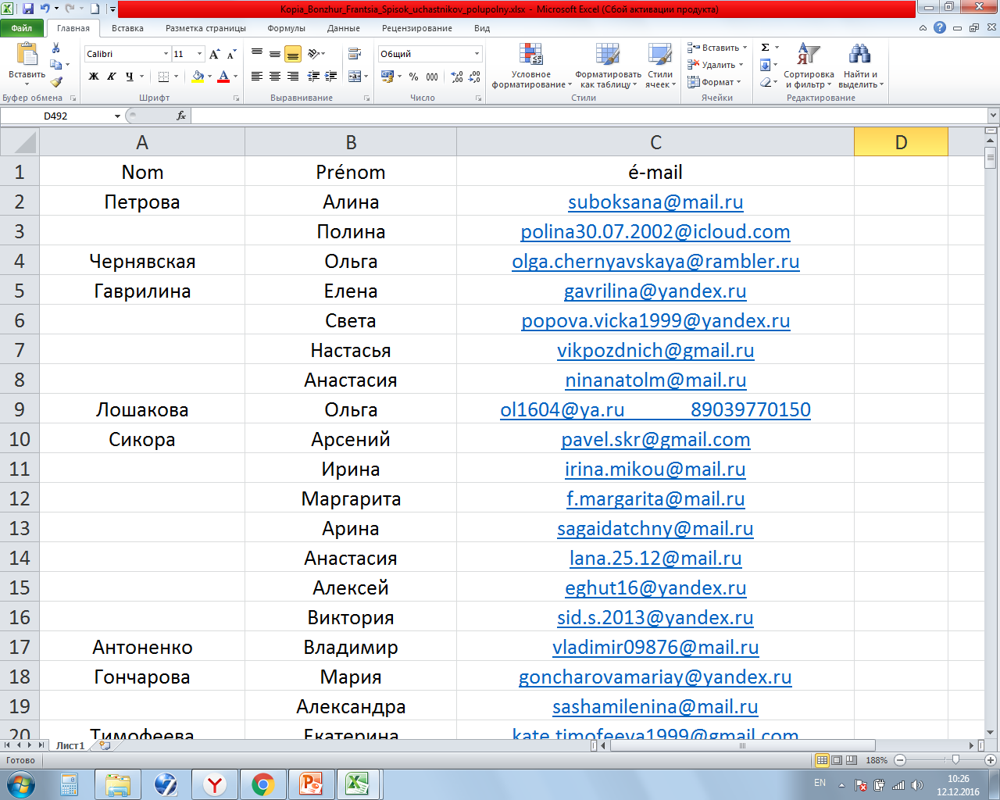 Kopia_Bonzhur_Frantsia_Spisok_uchastnikov_polupolny.xlsx - Microsoft Excel (Сбой активации продукта)
Файл Главная Вставка Разметка страницы Формулы Данные Рецензирование Вид
Вставить
Calibri 11
Ж К Ч
Общий
% 000
Условное форматирование
Форматировать как таблицу
Стили ячеек
Вставить
Удалить
Формат
Сортировка и фильтр
Найти и выделить
Буфер обмена Шрифт Выравнивание Число Стили Ячейки Редактирование
D492 fx
A B C D
1 Nom Prénom é-mail
2 Петрова Алина suboksana@mail.ru
3 Полина polina30.07.2002@icloud.com
4 Чернявская Ольга olga.chernyavskaya@rambler.ru
5 Гаврилина Елена gavrilina@yandex.ru
6 Света popova.vicka1999@yandex.ru
7 Настасья vikpozdnich@gmail.ru
8 Анастасия ninanatolm@mail.ru
9 Лошакова Ольга ol1604@ya.ru 89039770150
10 Сикора Арсений pavel.skr@gmail.com
11 Ирина irina.mikou@mail.ru
12 Маргарита f.margarita@mail.ru
13 Арина sagaidatchny@mail.ru
14 Анастасия lana.25.12@mail.ru
15 Алексей eghut16@yandex.ru
16 Виктория sid.s.2013@yandex.ru
17 Антоненко Владимир vladimir09876@mail.ru
18 Гончарова Мария goncharovamariay@yandex.ru
19 Александра sashamilenina@mail.ru
20 Тимофеева Екатерина kate.timofeeva1999@gmail.com
Лист1
Готово 188%
EN 10:26
12.12.2016